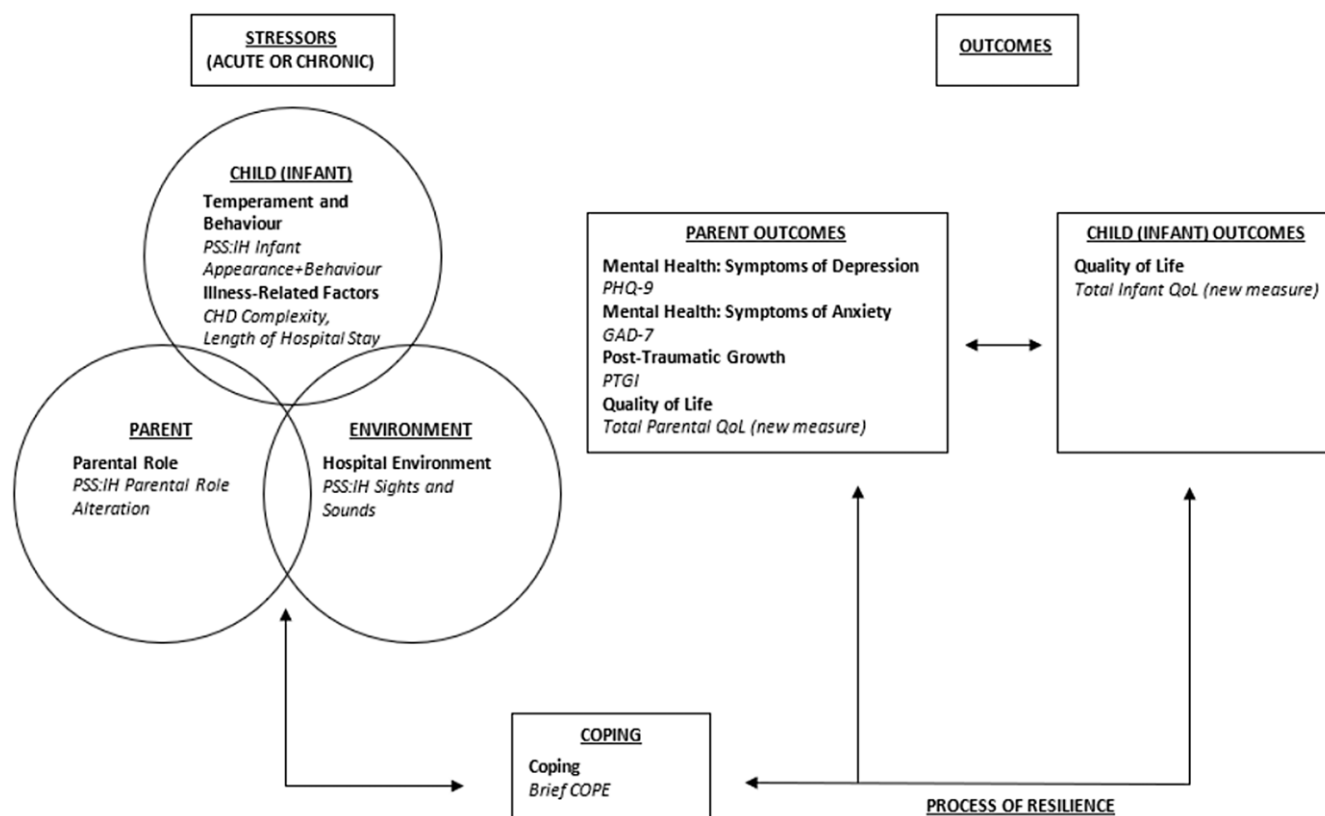 STRESSORS
(ACUTE OR CHRONIC)
OUTCOMES
CHILD (INFANT)
Temperament and
Behaviour
PSS:IH Infant
Appearance+Behaviour
Illness-Related Factors
CHD Complexity,
Length of Hospital Stay
PARENT
Parental Role
PSS:IH Parental Role
Alteration
ENVIRONMENT
Hospital Environment
PSS:IH Sights and
Sounds
PARENT OUTCOMES
Mental Health: Symptoms of Depression
PHQ-9
Mental Health: Symptoms of Anxiety
GAD-7
Post-Traumatic Growth
PTGI
Quality of Life
Total Parental QoL (new measure)
CHILD (INFANT) OUTCOMES
Quality of Life
Total Infant QoL (new measure)
COPING
Coping
Brief COPE
PROCESS OF RESILIENCE